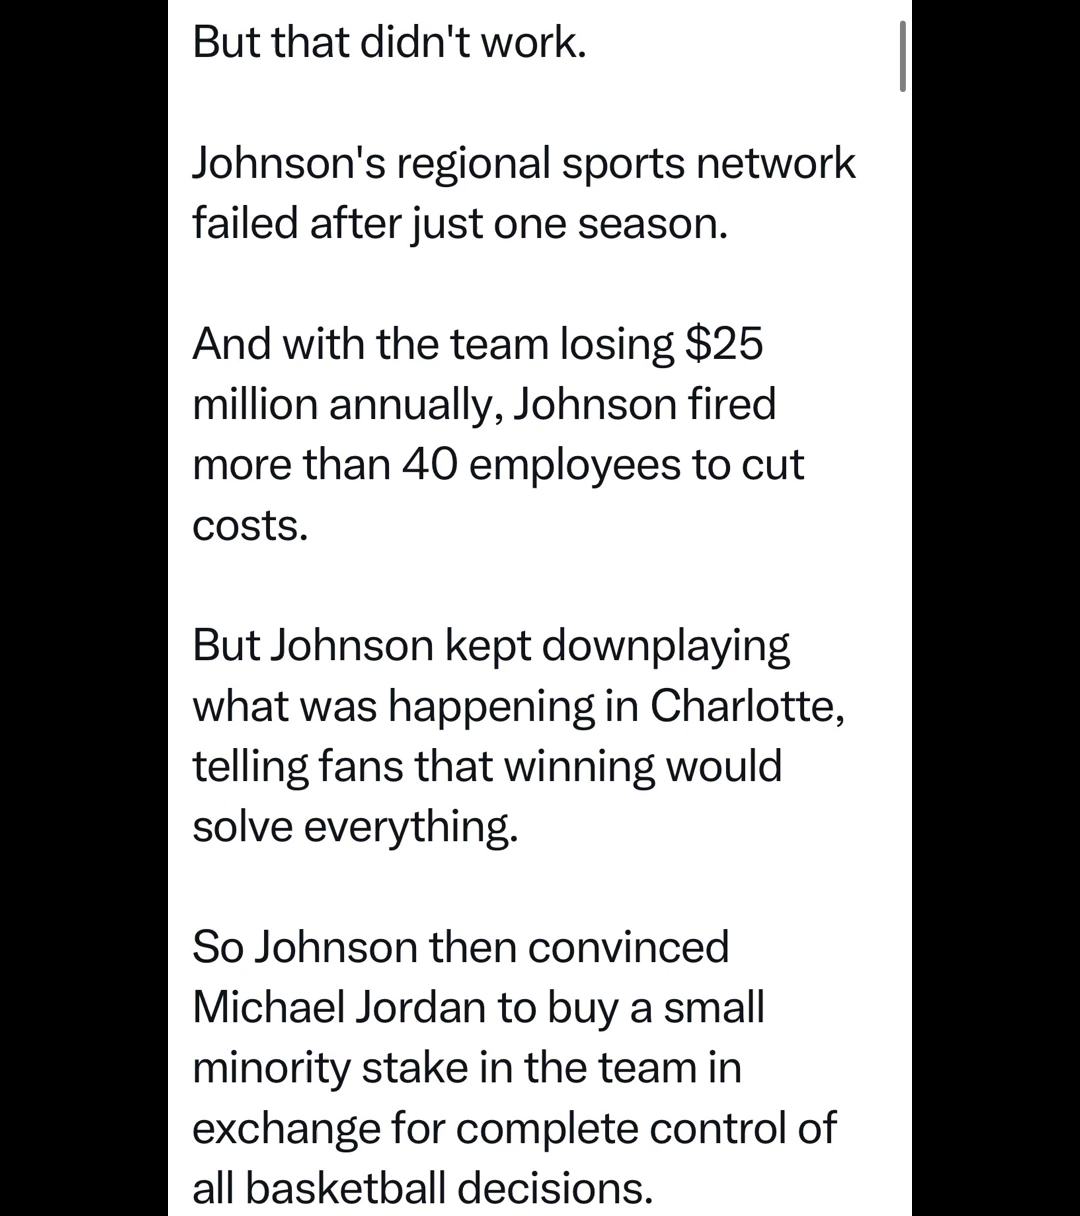 But that didn't work.
Johnson's regional sports network
failed after just one season.
And with the team losing $25
million annually, Johnson fired
more than 40 employees to cut
costs.
But Johnson kept downplaying
what was happening in Charlotte,
telling fans that winning would
solve everything.
So Johnson then convinced
Michael Jordan to buy a small
minority stake in the team in
exchange for complete control of
all basketball decisions.